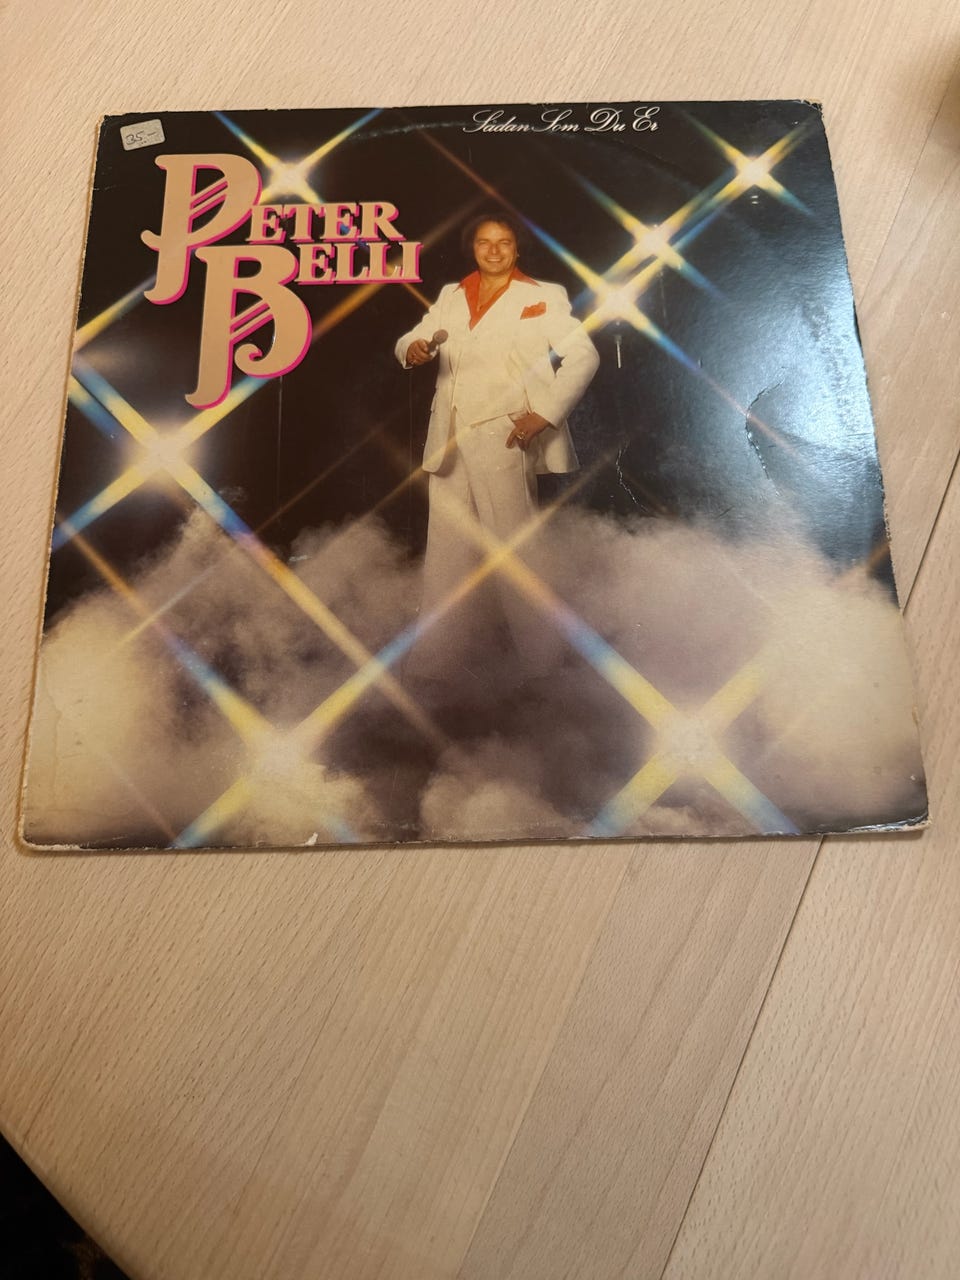 35.-
Sådan Som Du Er
PETER
BELLI